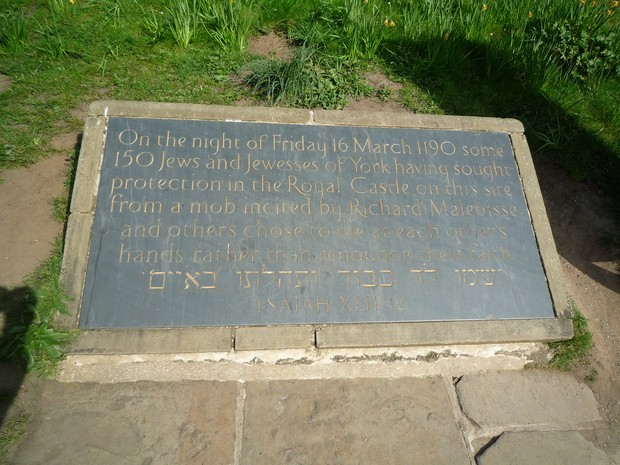 On the night of Friday 16 March 1190 some
150 Jews and Jewesses of York having sought
protection in the Royal Castle on this site
from a mob incited by Richard Malebisse
and others chose to die at each other's
hands rather than renounce their faith
ישימו לה׳ כבוד ותהלתו באיים
ISAIAH XLII 12